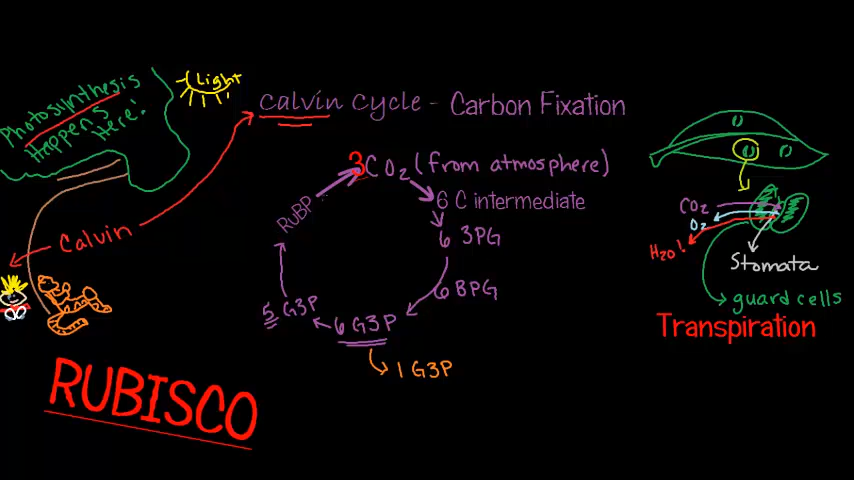 Photosynthesis
Happens
Here!
Light
Calvin Cycle - Carbon Fixation
3CO2 (from atmosphere)
6 C intermediate
6 3PG
6 BPG
6 G3P
1 G3P
5 G3P
RuBP
Calvin
RUBISCO
CO2
O2
H2O!
Stomata
guard cells
Transpiration